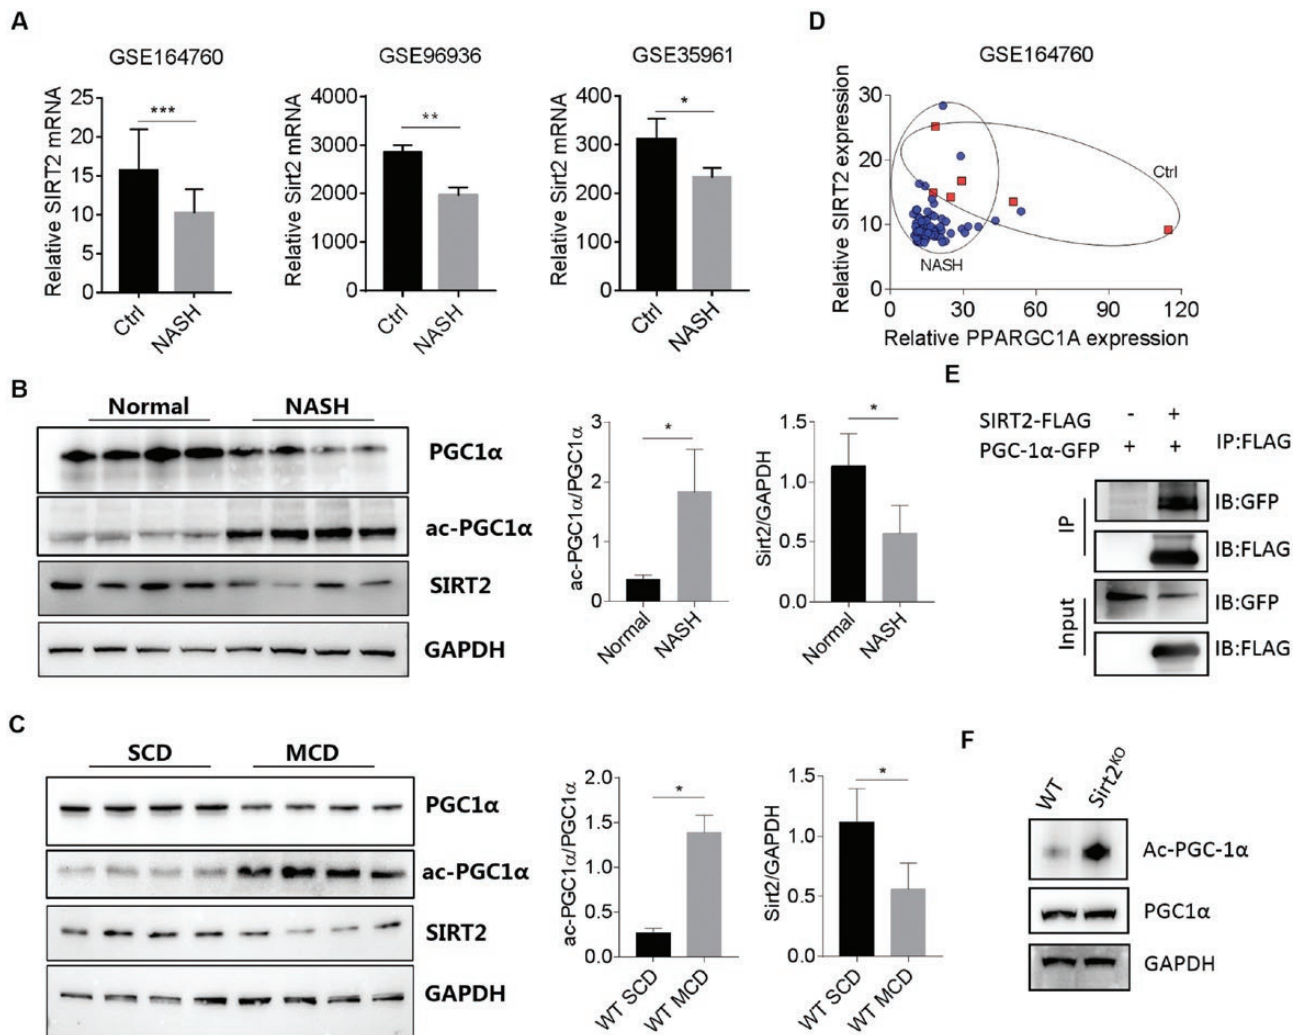 A
GSE164760
Relative SIRT2 mRNA
25
20
15
10
5
0
***
Ctrl
NASH
GSE96936
Relative Sirt2 mRNA
4000
3000
2000
1000
0
**
Ctrl
NASH
GSE35961
Relative Sirt2 mRNA
400
300
200
100
0
*
Ctrl
NASH
D
GSE164760
Relative SIRT2 expression
30
20
10
0
Ctrl
NASH
0 30 60 90 120
Relative PPARGC1A expression
B
Normal NASH
PGC1α
ac-PGC1α
SIRT2
GAPDH
ac-PGC1α/PGC1α
3
2
1
0
*
Normal
NASH
Sirt2/GAPDH
1.5
1.0
0.5
0.0
*
Normal
NASH
E
SIRT2-FLAG - +
PGC-1α-GFP + +
IP:FLAG
IP
IB:GFP
IB:FLAG
Input
IB:GFP
IB:FLAG
C
SCD MCD
PGC1α
ac-PGC1α
SIRT2
GAPDH
ac-PGC1α/PGC1α
2.0
1.5
1.0
0.5
0.0
*
WT SCD
WT MCD
Sirt2/GAPDH
1.5
1.0
0.5
0.0
*
WT SCD
WT MCD
F
WT
Sirt2ᴷᴼ
Ac-PGC-1α
PGC1α
GAPDH